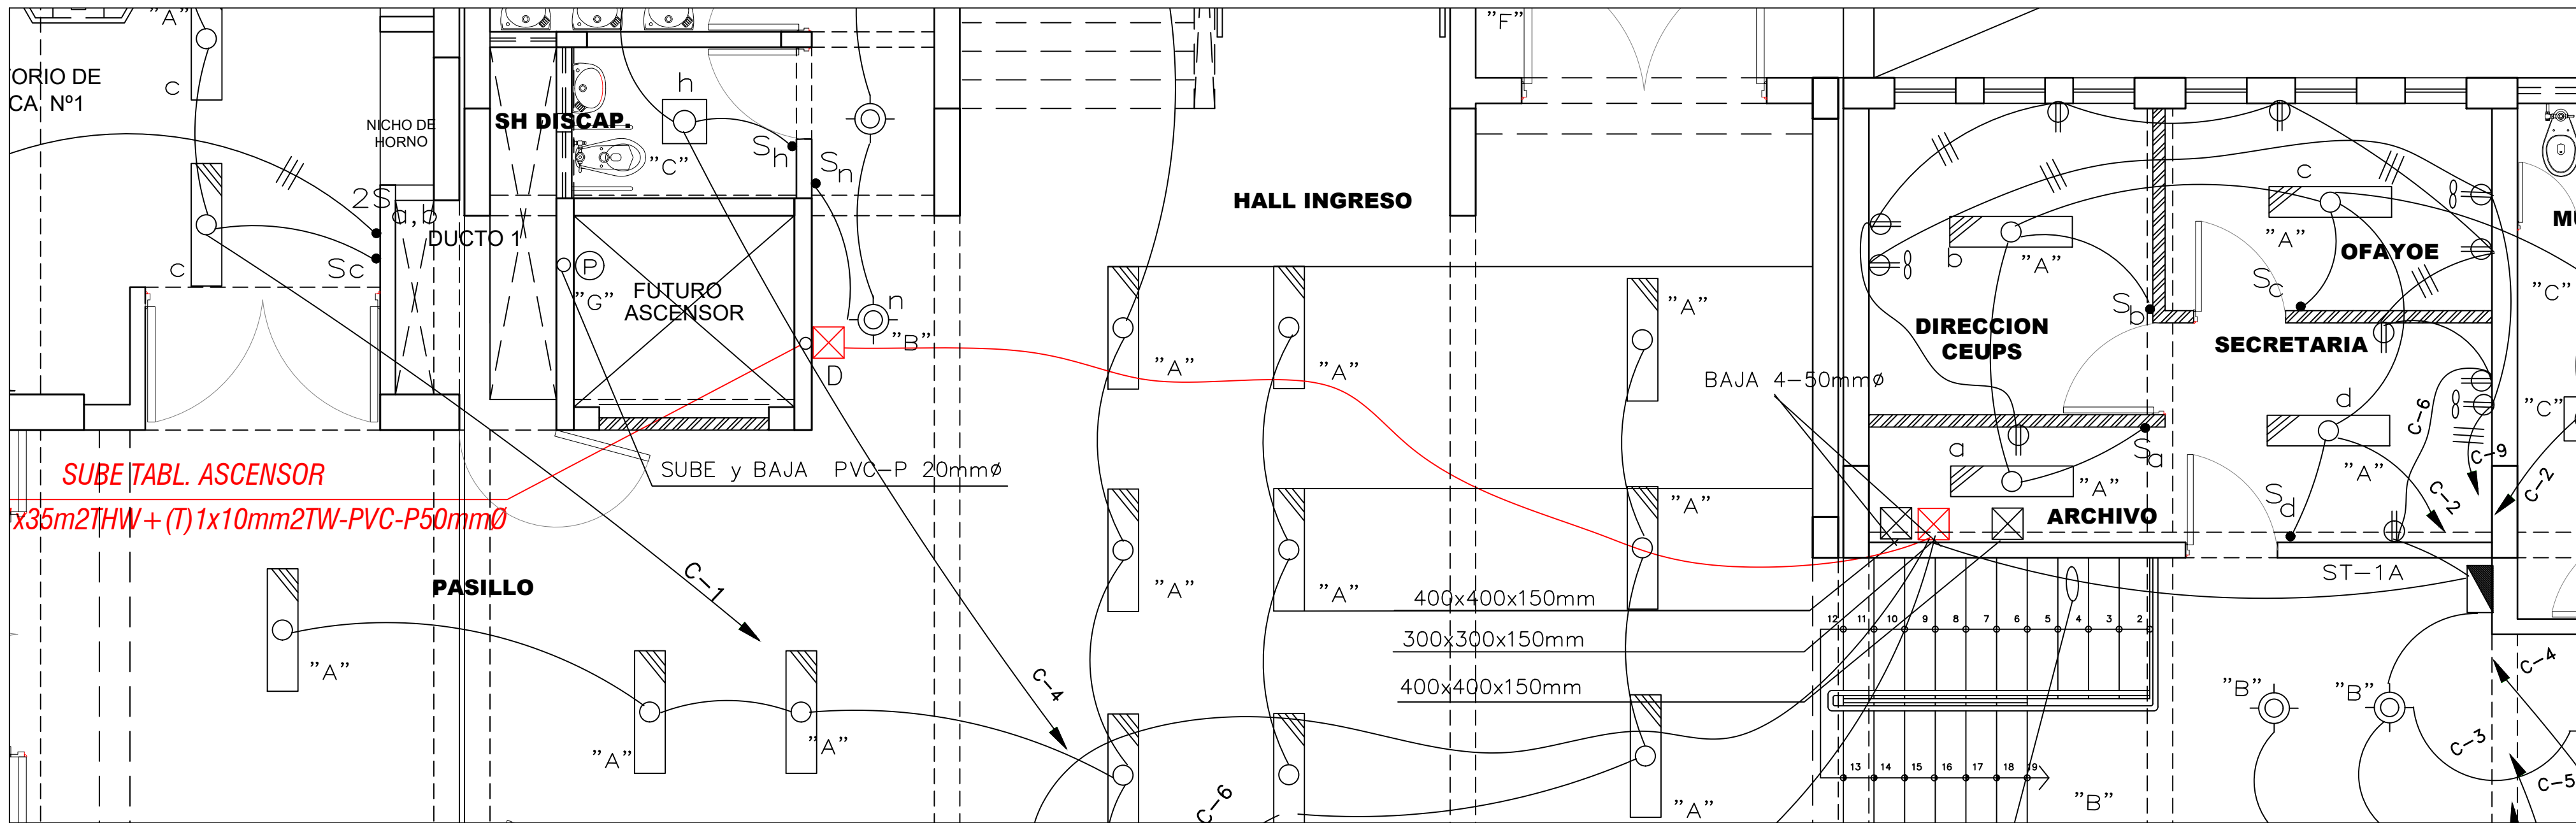 "A"
ORIO DE
CA Nº1
c
NICHO DE
HORNO
SH DISCAP.
h
"C"
Sh
Sn
2S
a,b
DUCTO 1
c
Sc
P
"G"
FUTURO
ASCENSOR
n
"B"
D
SUBE TABL. ASCENSOR
x35m2THW+(T)1x10mm2TW-PVC-P50mmØ
SUBE y BAJA PVC-P 20mmø
PASILLO
C-1
C-4
"A"
"A"
"A"
HALL INGRESO
"F"
"A"
"A"
"A"
"A"
"A"
"A"
"A"
C-6
BAJA 4-50mmø
400x400x150mm
300x300x150mm
400x400x150mm
b
"A"
Sb
DIRECCION
CEUPS
a
"A"
Sa
ARCHIVO
c
"A"
OFAYOE
Sc
SECRETARIA
d
"A"
Sd
C-6
C-9
C-2
C-2
MU
"C"
"C"
ST-1A
12 11 10 9 8 7 6 5 4 3 2
13 14 15 16 17 18 19
"B"
"B"
"B"
C-4
C-3
C-5